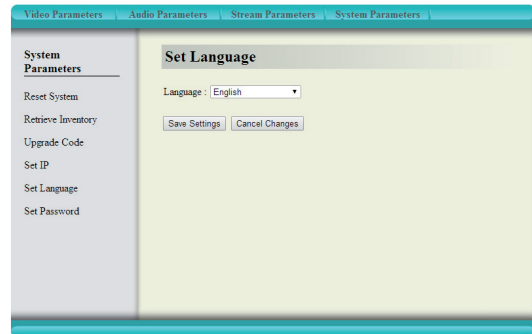 Video Parameters Audio Parameters Stream Parameters System Parameters
System
Parameters
Reset System
Retrieve Inventory
Upgrade Code
Set IP
Set Language
Set Password
Set Language
Language : English
Save Settings Cancel Changes